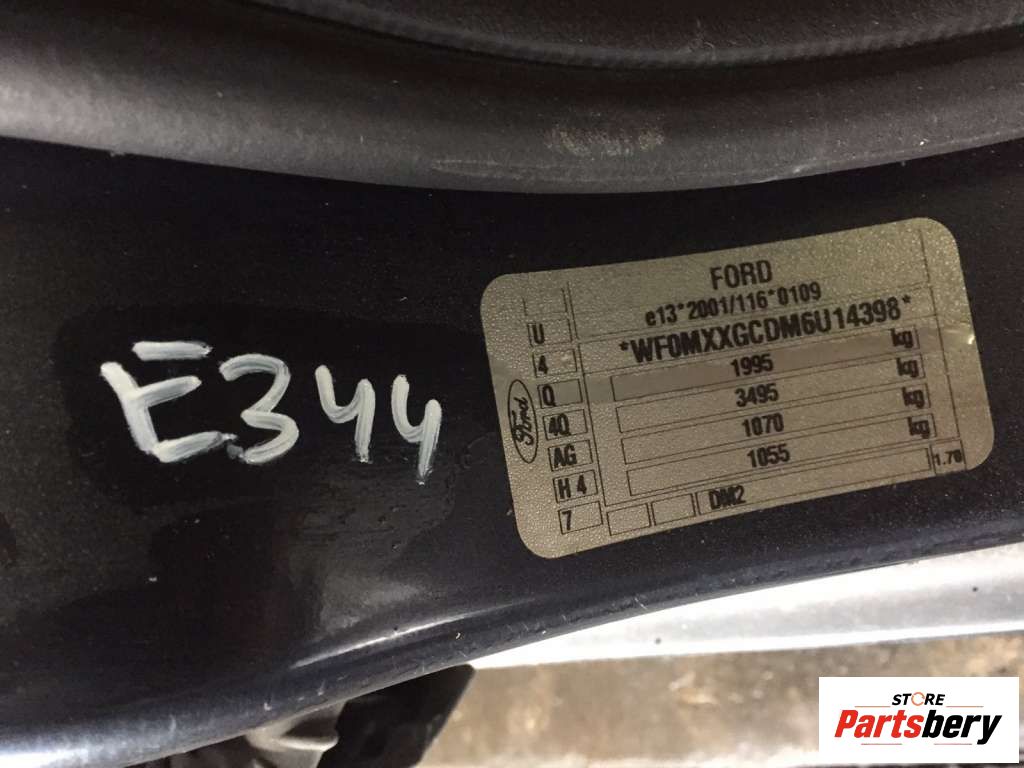 E344
FORD
e13*2001/116*0109
*WF0MXXGCDM6U14398*
1995 kg
3495 kg
1070 kg
1055 kg
DM2
1.70
U
4
Q
4Q
AG
H 4
7
Ford
STORE
Partsbery